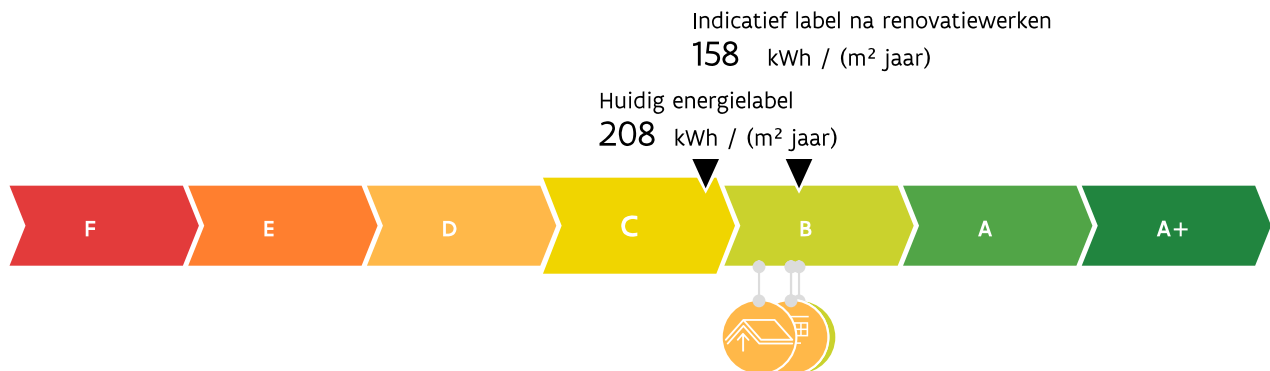 Indicatief label na renovatiewerken
158 kWh / (m² jaar)
Huidig energielabel
208 kWh / (m² jaar)
F E D C B A A+